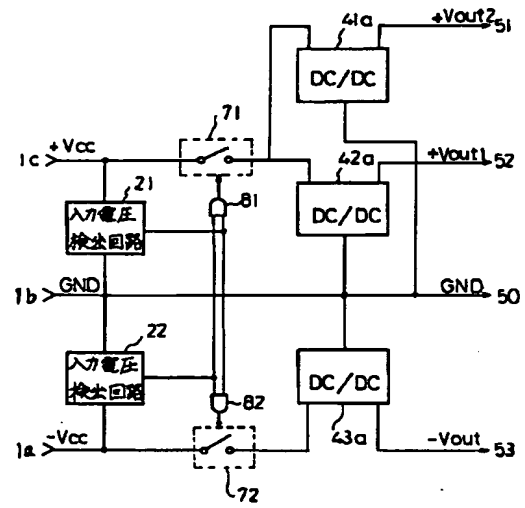 41a
+Vout2
51
DC/DC
71
42a
+Vout1
52
1c
+Vcc
21
81
DC/DC
入力電圧
検出回路
1b
GND
GND
50
22
入力電圧
検出回路
82
DC/DC
1a
-Vcc
43a
-Vout
53
72